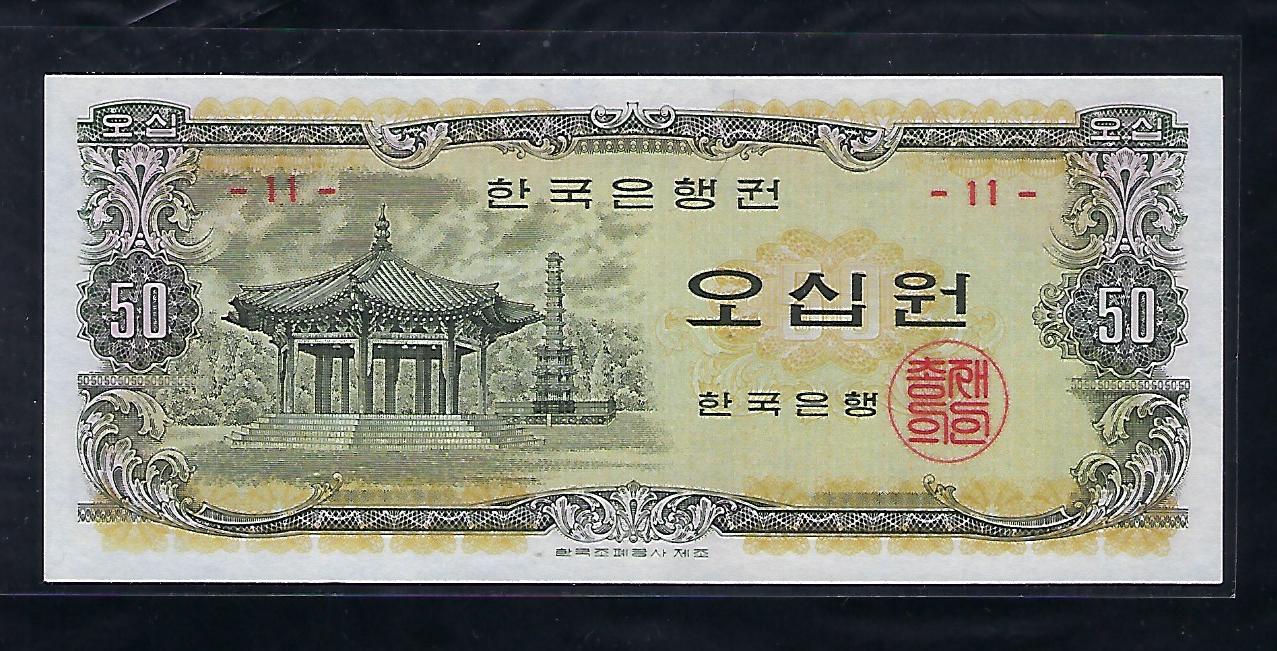 오십 오십
- 11 - 한국은행권 - 11 -
50 오십원 50
한국은행
총재의인
한국조폐공사 제조